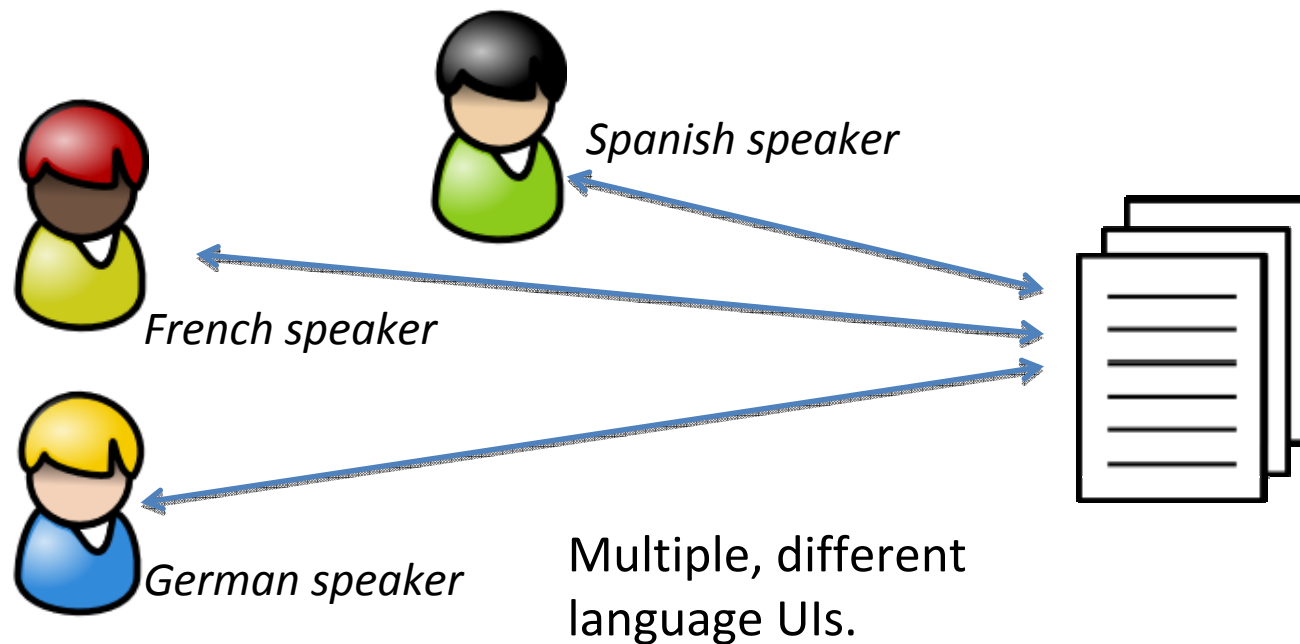 Spanish speaker
French speaker
German speaker
Multiple, different
language UIs.